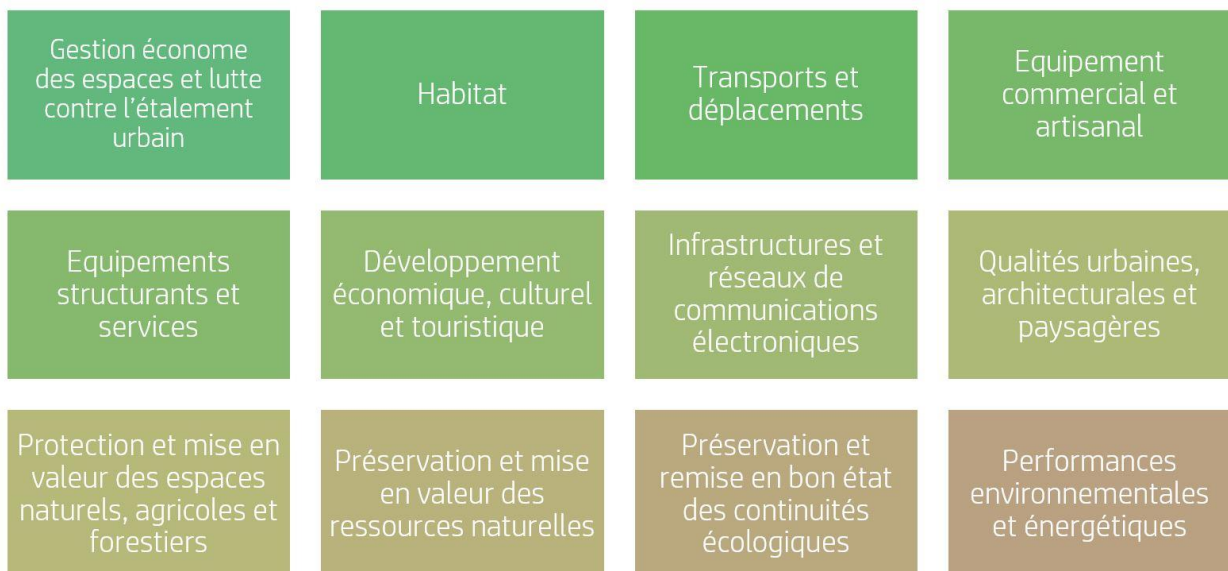 Gestion économe
des espaces et lutte
contre l'étalement
urbain
Habitat
Transports et
déplacements
Equipement
commercial et
artisanal
Equipements
structurants et
services
Développement
économique, culturel
et touristique
Infrastructures et
réseaux de
communications
électroniques
Qualités urbaines,
architecturales et
paysagères
Protection et mise en
valeur des espaces
naturels, agricoles et
forestiers
Préservation et mise
en valeur des
ressources naturelles
Préservation et
remise en bon état
des continuités
écologiques
Performances
environnementales
et énergétiques